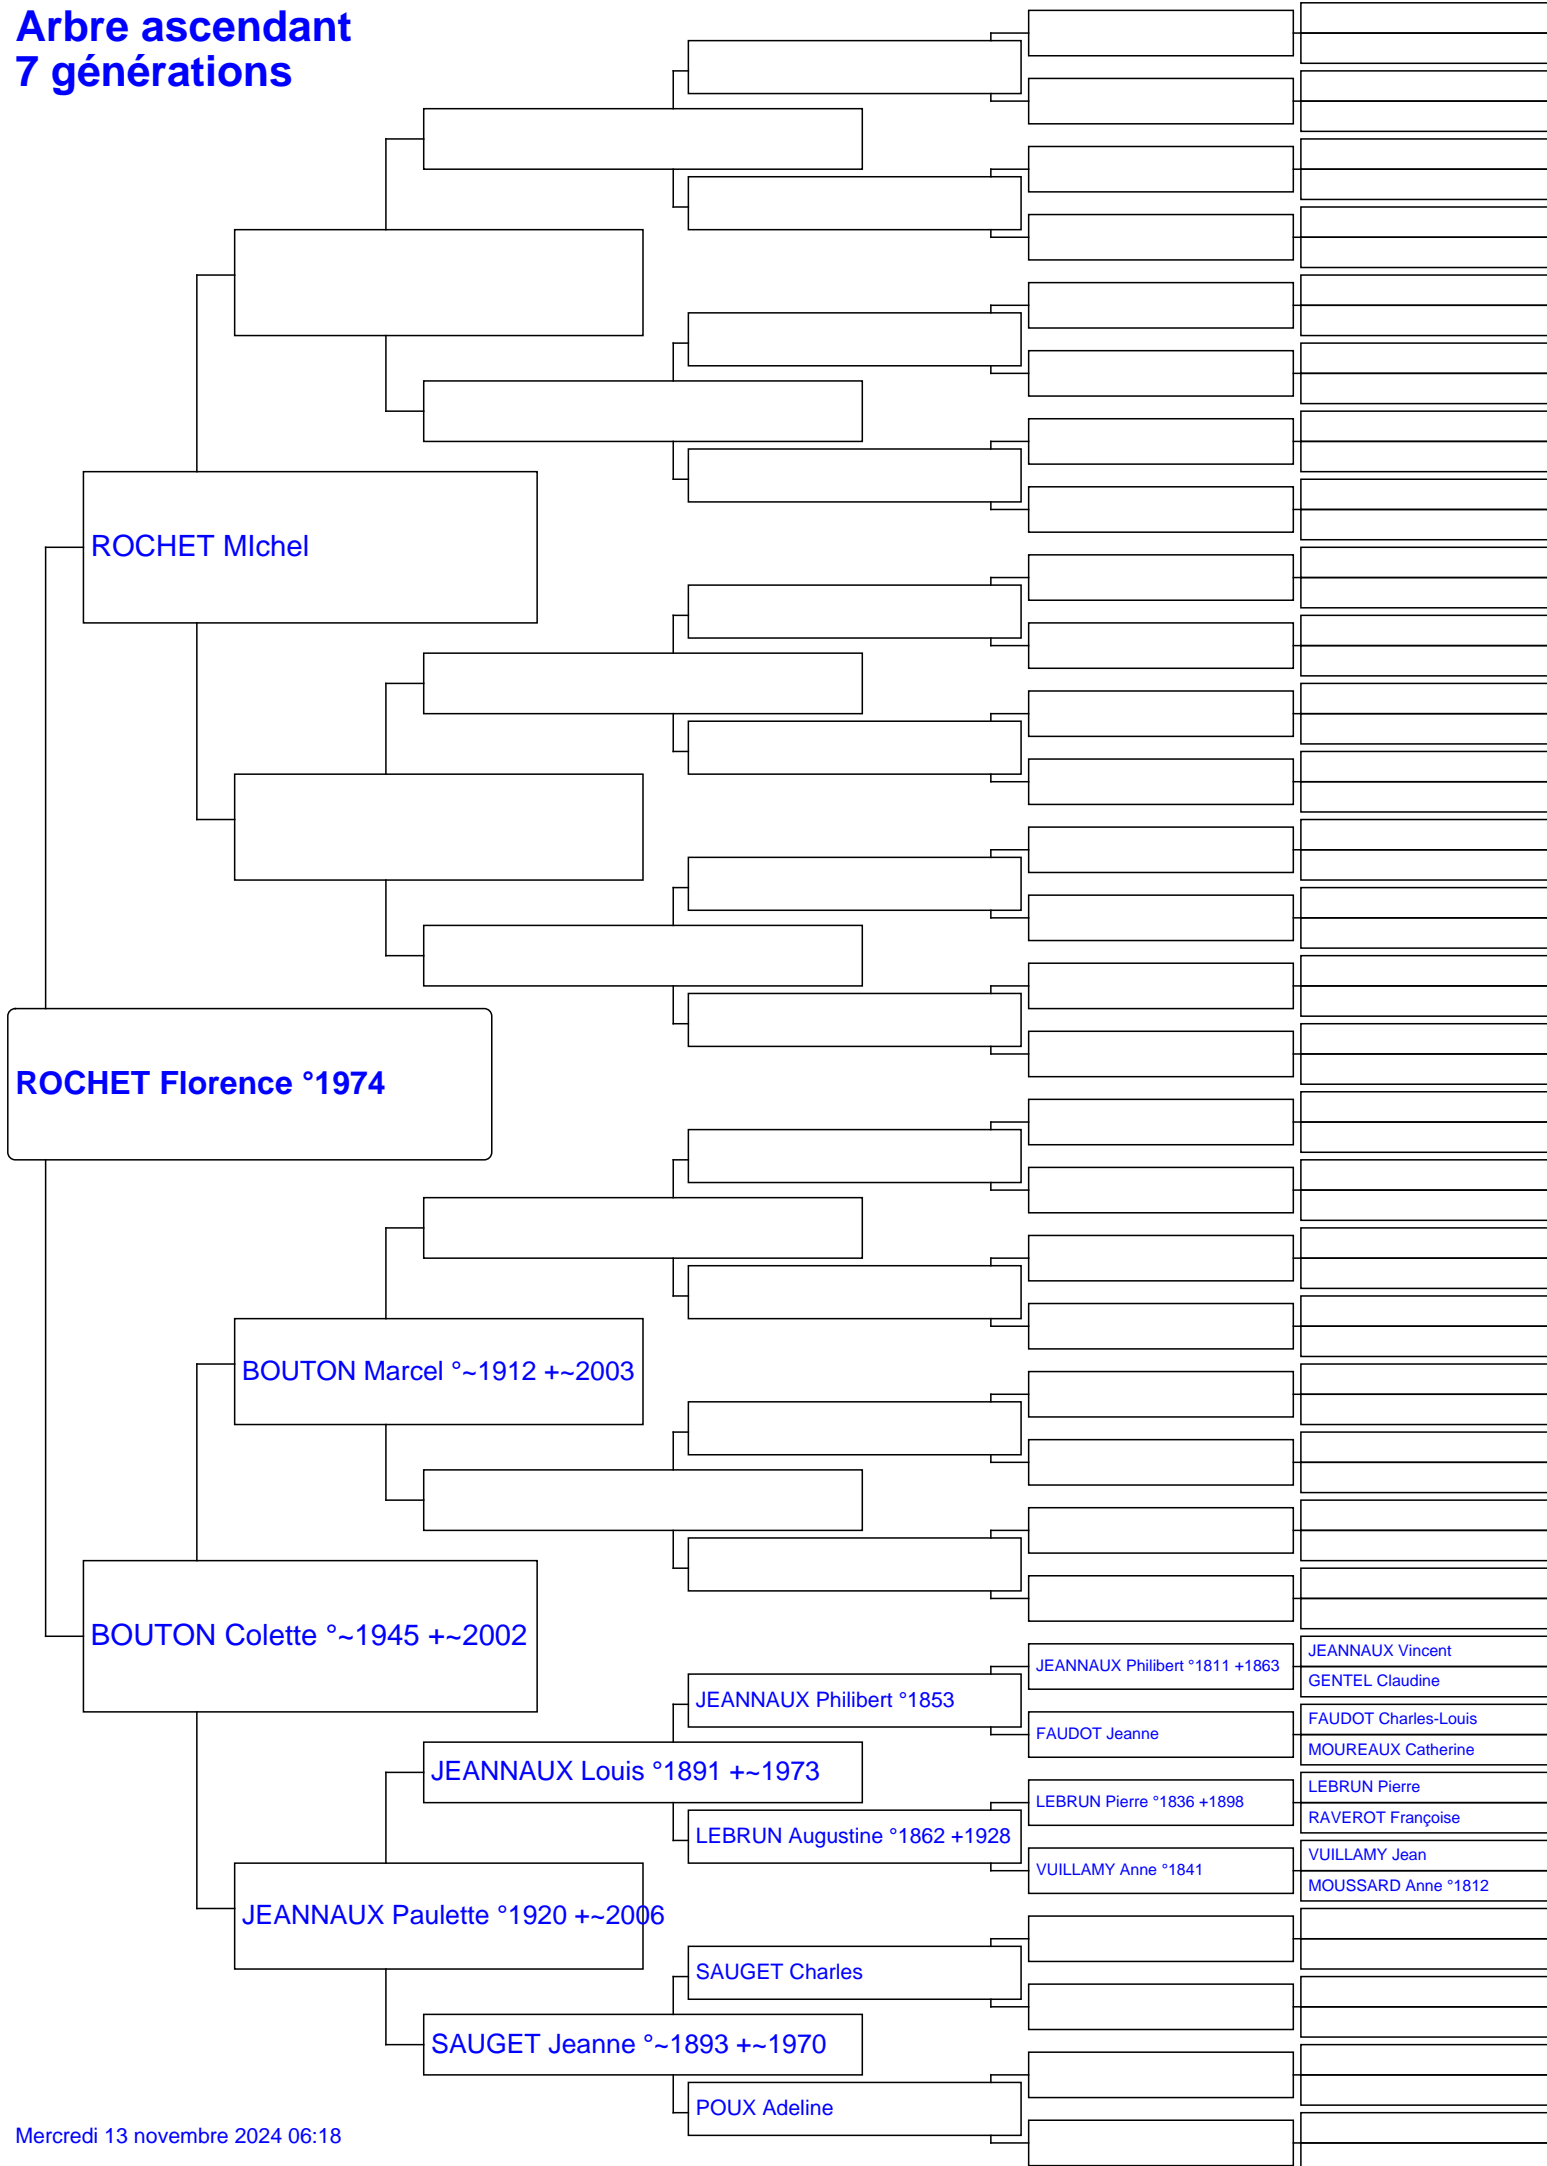 Arbre ascendant
7 générations
ROCHET MIchel
ROCHET Florence °1974
BOUTON Marcel °~1912 +~2003
BOUTON Colette °~1945 +~2002
JEANNAUX Philibert °1811 +1863
JEANNAUX Vincent
GENTEL Claudine
JEANNAUX Philibert °1853
FAUDOT Jeanne
FAUDOT Charles-Louis
MOUREAUX Catherine
JEANNAUX Louis °1891 +~1973
LEBRUN Pierre °1836 +1898
LEBRUN Pierre
RAVEROT Françoise
LEBRUN Augustine °1862 +1928
VUILLAMY Anne °1841
VUILLAMY Jean
MOUSSARD Anne °1812
JEANNAUX Paulette °1920 +~2006
SAUGET Charles
SAUGET Jeanne °~1893 +~1970
POUX Adeline
Mercredi 13 novembre 2024 06:18